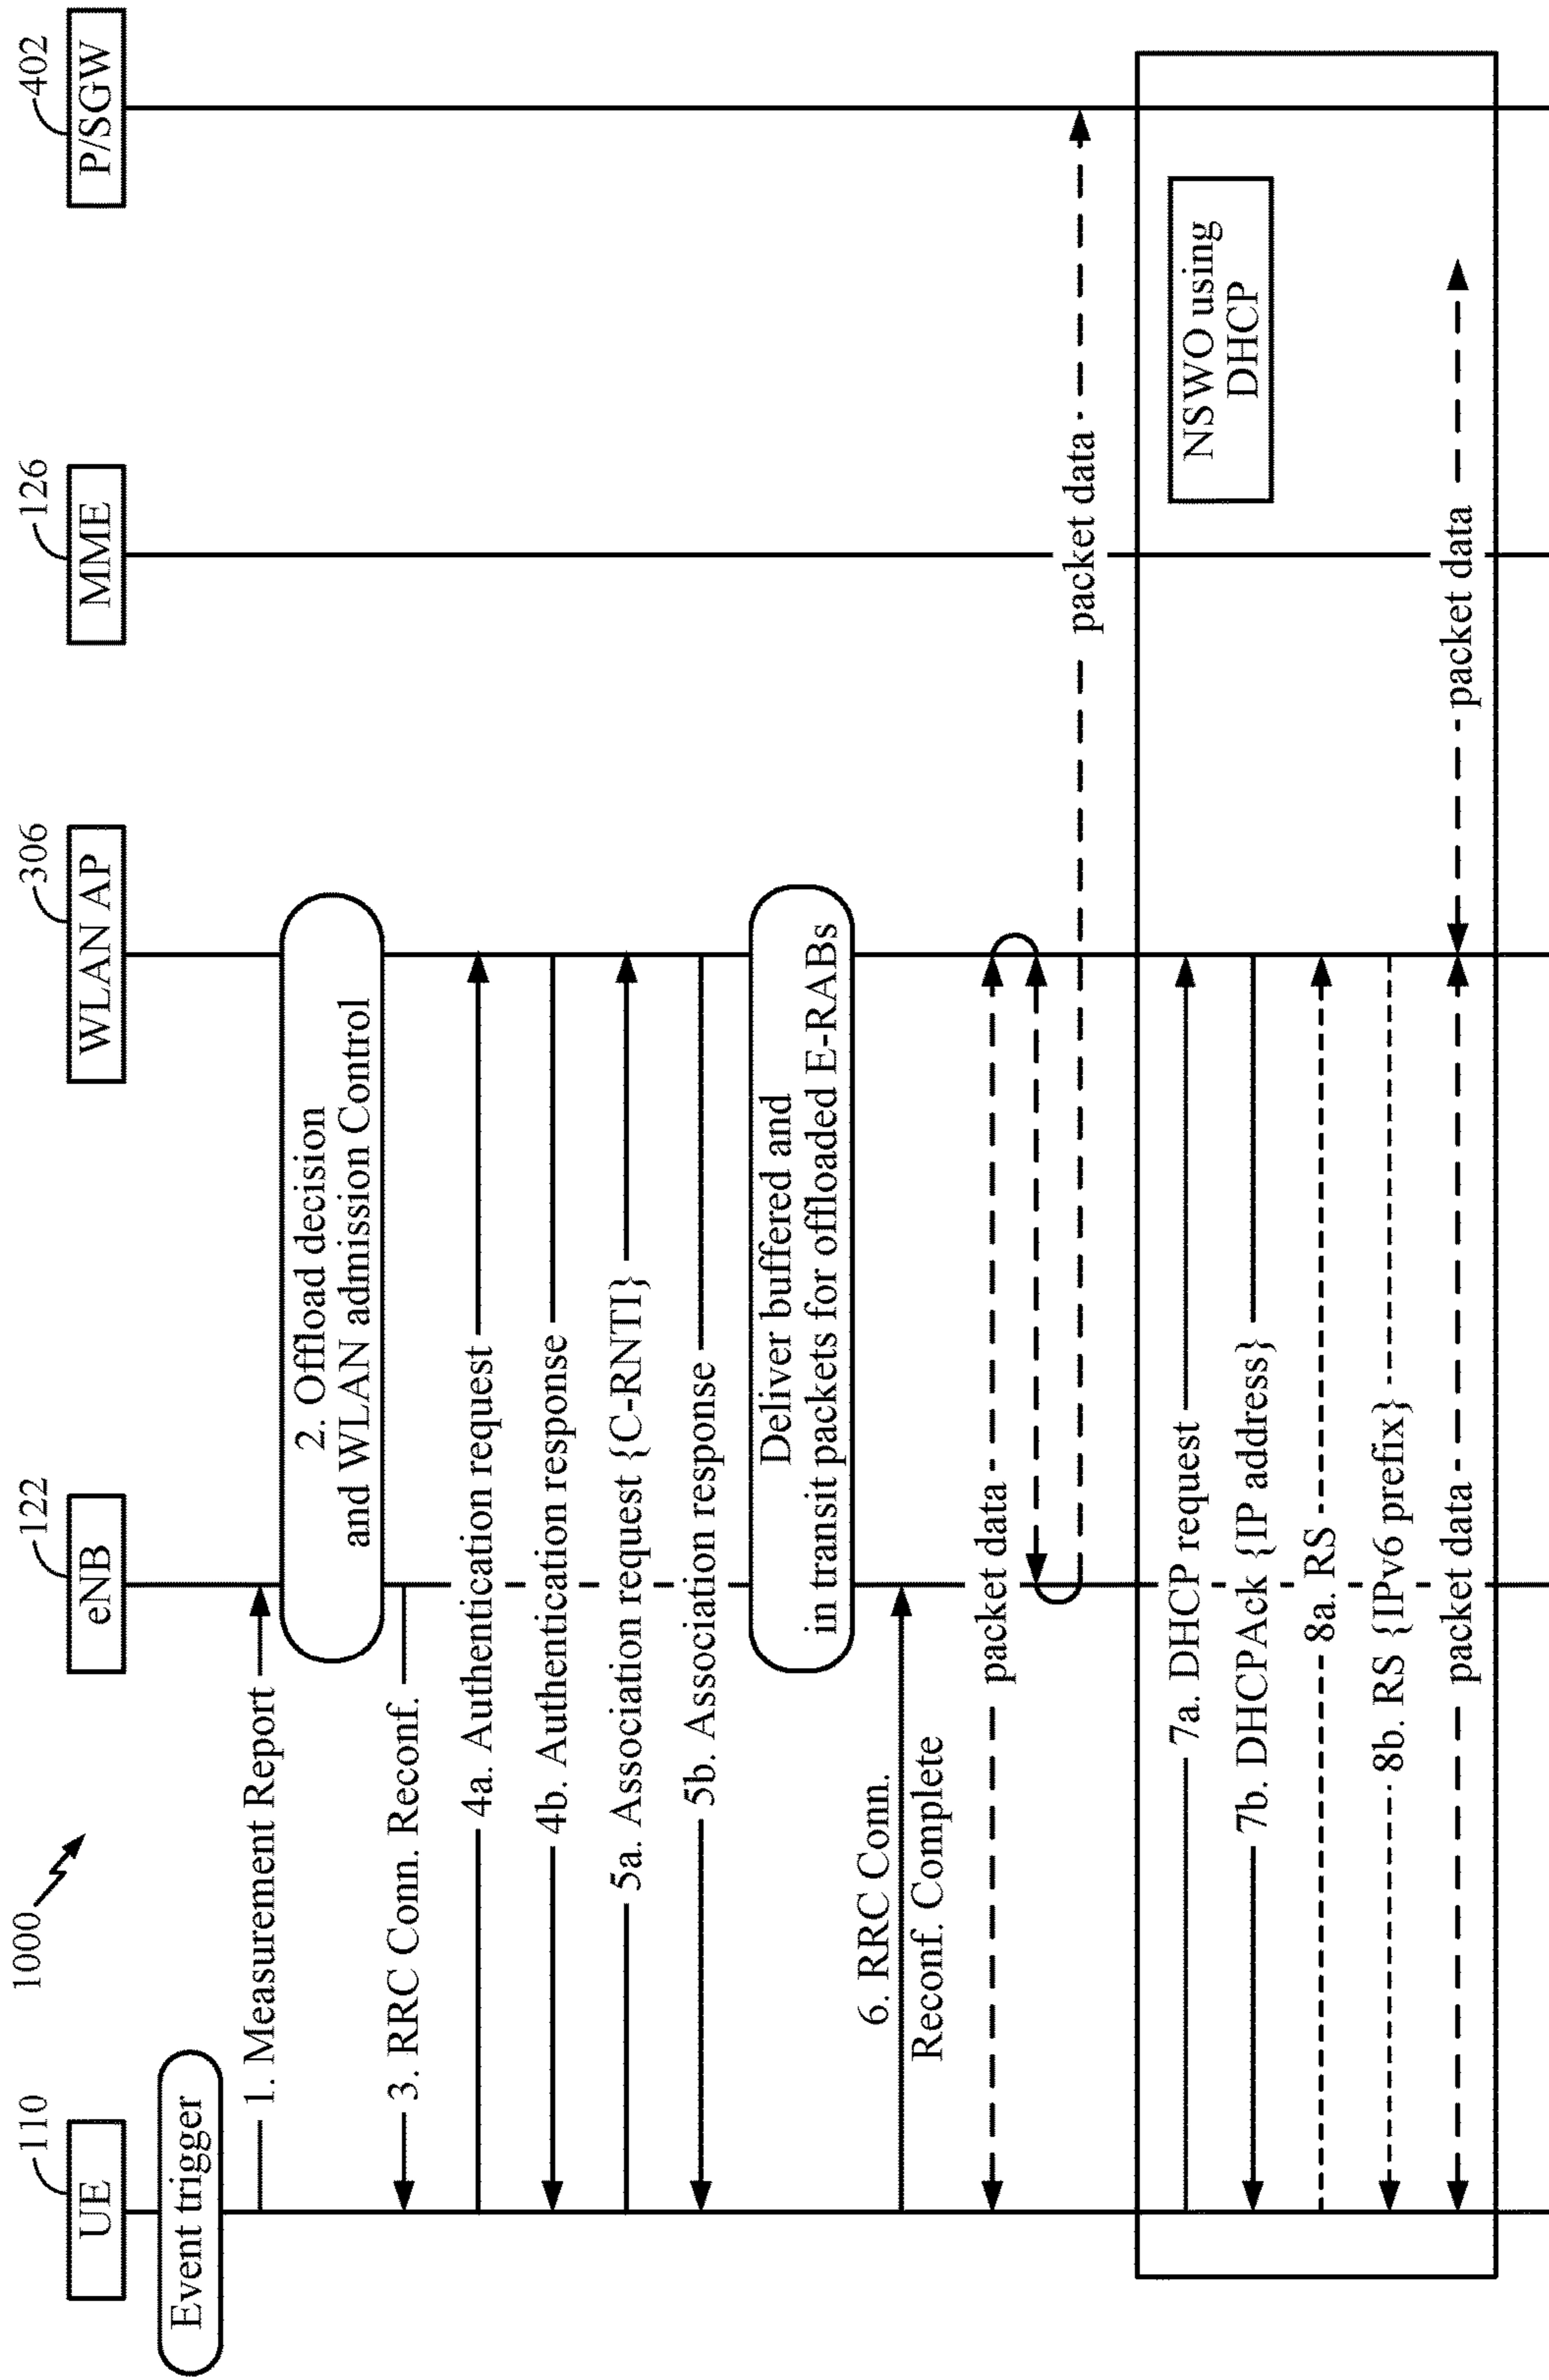 1000
110
122
306
126
402
UE
eNB
WLAN AP
MME
P/SGW
Event trigger
1. Measurement Report
2. Offload decision
and WLAN admission Control
3. RRC Conn. Reconf.
4a. Authentication request
4b. Authentication response
5a. Association request {C-RNTI}
5b. Association response
Deliver buffered and
in transit packets for offloaded E-RABs
6. RRC Conn.
Reconf. Complete
packet data
packet data
NSWO using
DHCP
7a. DHCP request
7b. DHCPAck {IP address}
8a. RS
8b. RS {IPv6 prefix}
packet data
packet data